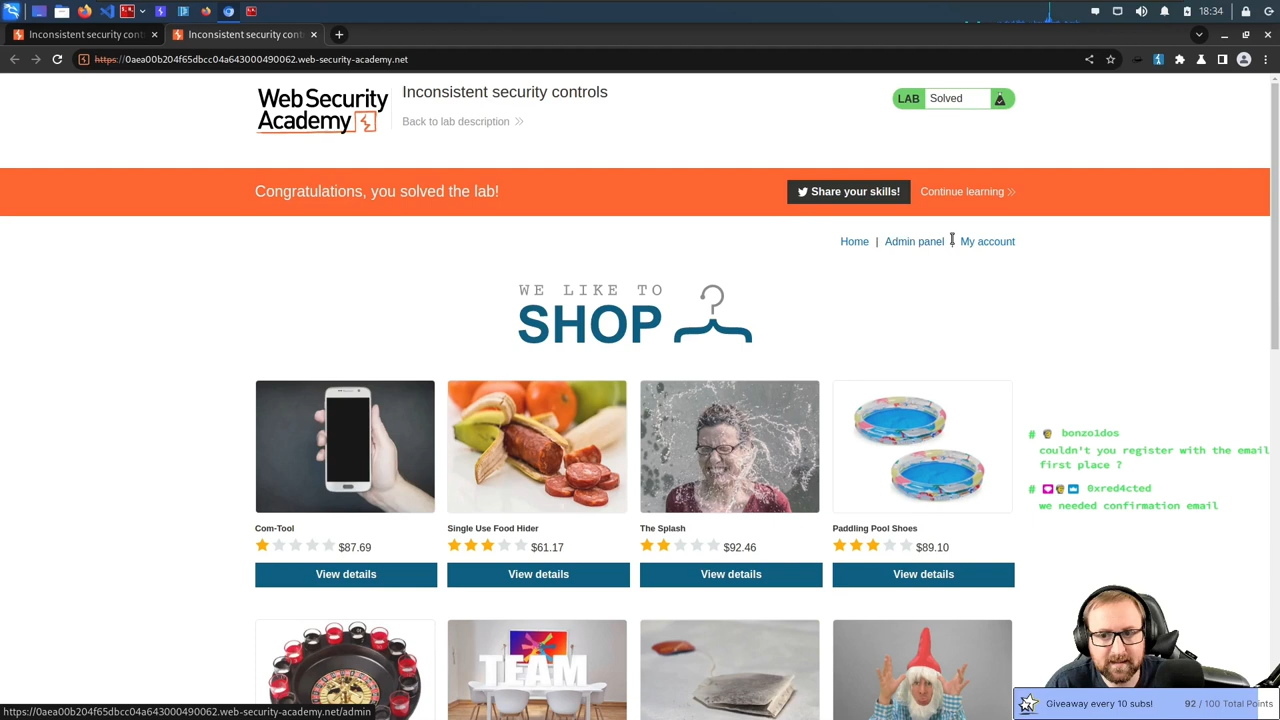 18:34
Inconsistent security cont
Inconsistent security cont
https://0aea00b204f65dbcc04a643000490062.web-security-academy.net
Web Security
Academy
Inconsistent security controls
Back to lab description
LAB Solved
Congratulations, you solved the lab!
Share your skills!
Continue learning
Home | Admin panel My account
WE LIKE TO
SHOP
Com-Tool
Single Use Food Hider
The Splash
Paddling Pool Shoes
$87.69
$61.17
$92.46
$89.10
View details
View details
View details
View details
TEAM
# bonzo1dos
couldn't you register with the email
first place ?
# 0xred4cted
we needed confirmation email
Giveaway every 10 subs! 92 / 100 Total Points
https://0aea00b204f65dbcc04a643000490062.web-security-academy.net/admin